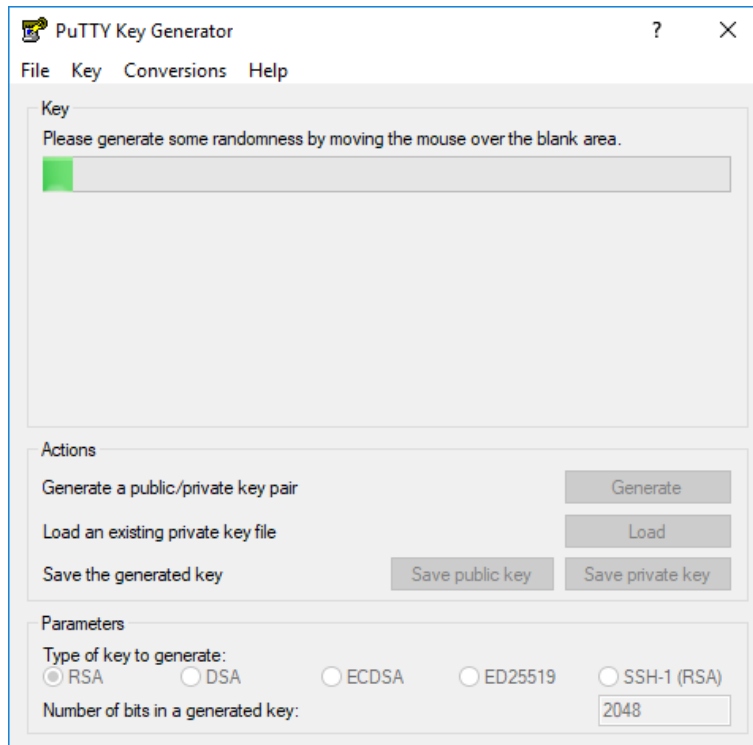 PuTTY Key Generator
?
File Key Conversions Help
Key
Please generate some randomness by moving the mouse over the blank area.
Actions
Generate a public/private key pair
Generate
Load an existing private key file
Load
Save the generated key
Save public key
Save private key
Parameters
Type of key to generate:
RSA DSA ECDSA ED25519 SSH-1 (RSA)
Number of bits in a generated key:
2048